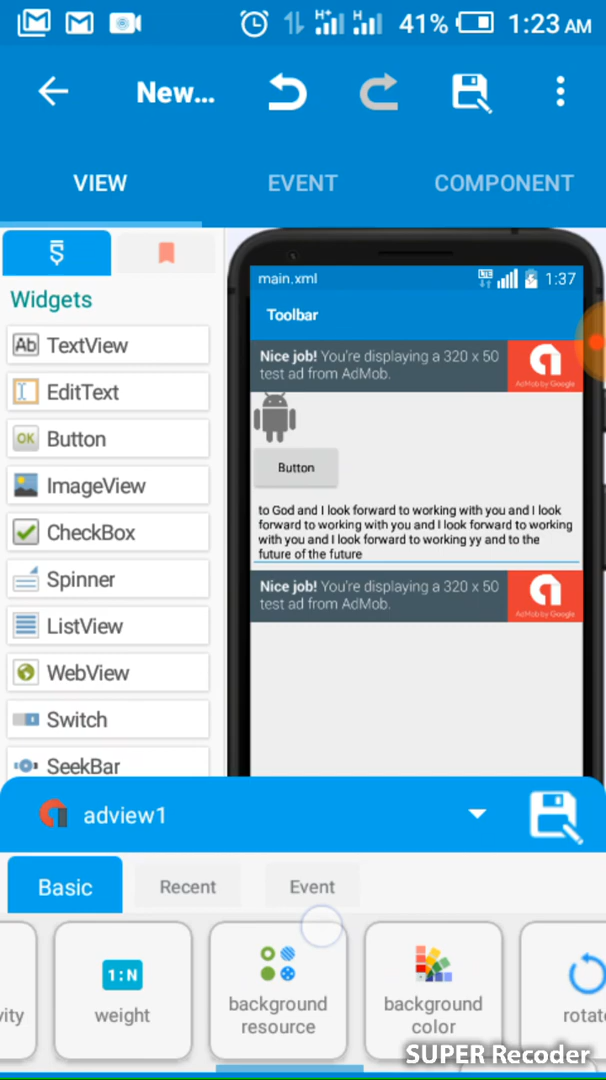 41% 1:23 AM
New...
VIEW EVENT COMPONENT
Widgets
Ab TextView
EditText
OK Button
ImageView
CheckBox
Spinner
ListView
WebView
Switch
SeekBar
main.xml LTE 1:37
Toolbar
Nice job! You're displaying a 320 x 50
test ad from AdMob.
AdMob by Google
Button
to God and I look forward to working with you and I look
forward to working with you and I look forward to working
with you and I look forward to working yy and to the
future of the future
Nice job! You're displaying a 320 x 50
test ad from AdMob.
AdMob by Google
adview1
Basic Recent Event
vity
1:N
weight
background
resource
background
color
rotate
SUPER Recoder